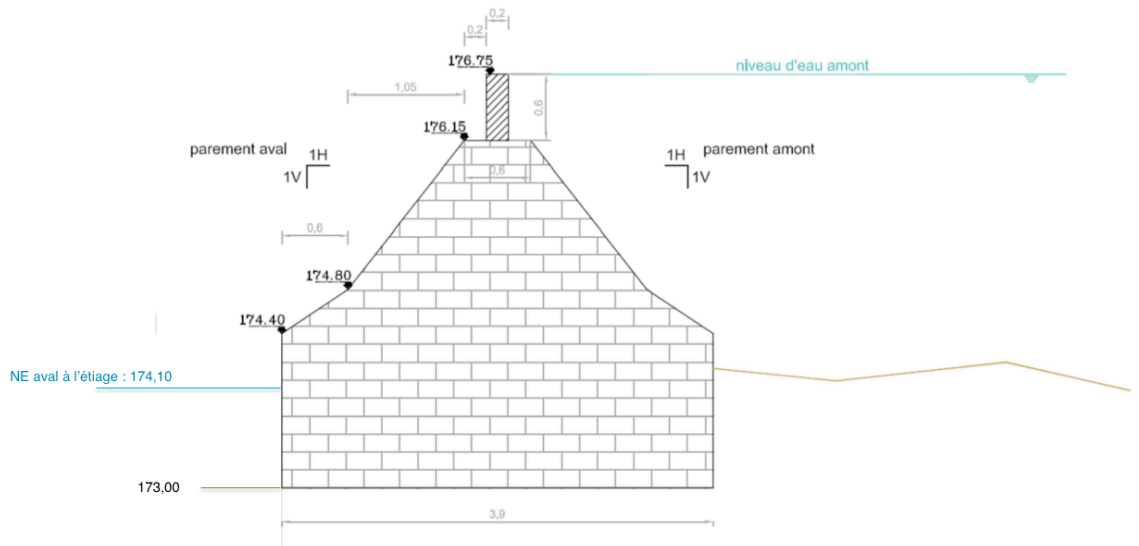 0,2
0,2
176.75
niveau d'eau amont
1,05
0,6
176.15
parement aval
1H
1V
1H
parement amont
1V
0,6
0,6
174.80
174.40
NE aval à l'étiage : 174,10
173,00
3,9